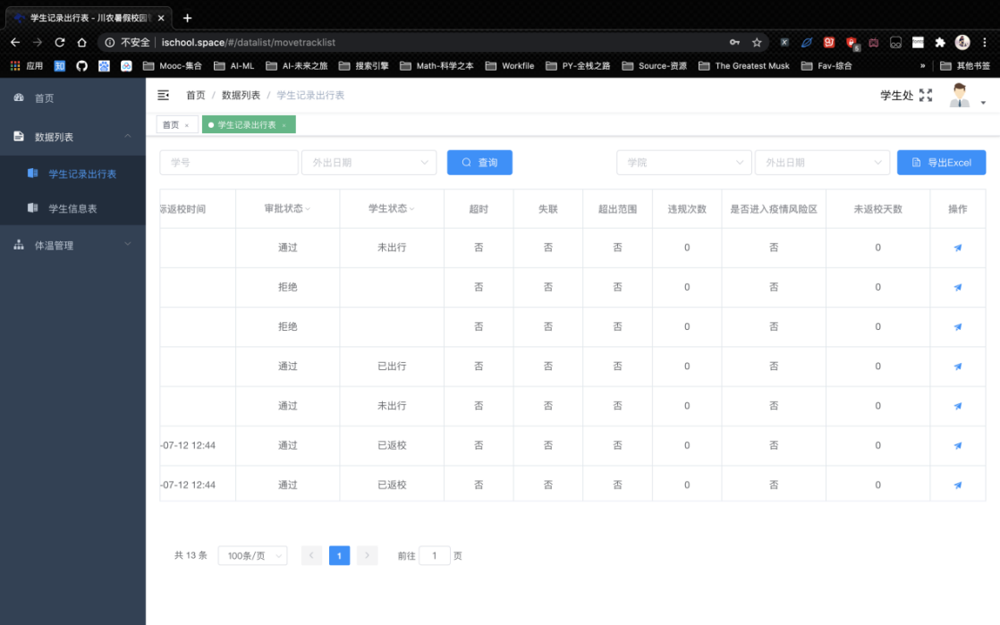 学生记录出行表 - 川农暑假校园
不安全 ischool.space/#/datalist/movetracklist
应用 知 Mooc-集合 AI-ML AI-未来之旅 搜索引擎 Math-科学之本 Workfile PY-全栈之路 Source-资源 The Greatest Musk Fav-综合 » 其他书签
首页
数据列表
学生记录出行表
学生信息表
体温管理
首页 / 数据列表 / 学生记录出行表
学生处
首页 × 学生记录出行表 ×
学号 外出日期 查询 学院 外出日期 导出Excel
际返校时间 审批状态 学生状态 超时 失联 超出范围 违规次数 是否进入疫情风险区 未返校天数 操作
通过 未出行 否 否 否 0 否 0
拒绝 否 否 否 0 否 0
拒绝 否 否 否 0 否 0
通过 已出行 否 否 否 0 否 0
通过 未出行 否 否 否 0 否 0
-07-12 12:44 通过 已返校 否 否 否 0 否 0
-07-12 12:44 通过 已返校 否 否 否 0 否 0
共 13 条 100条/页 < 1 > 前往 1 页